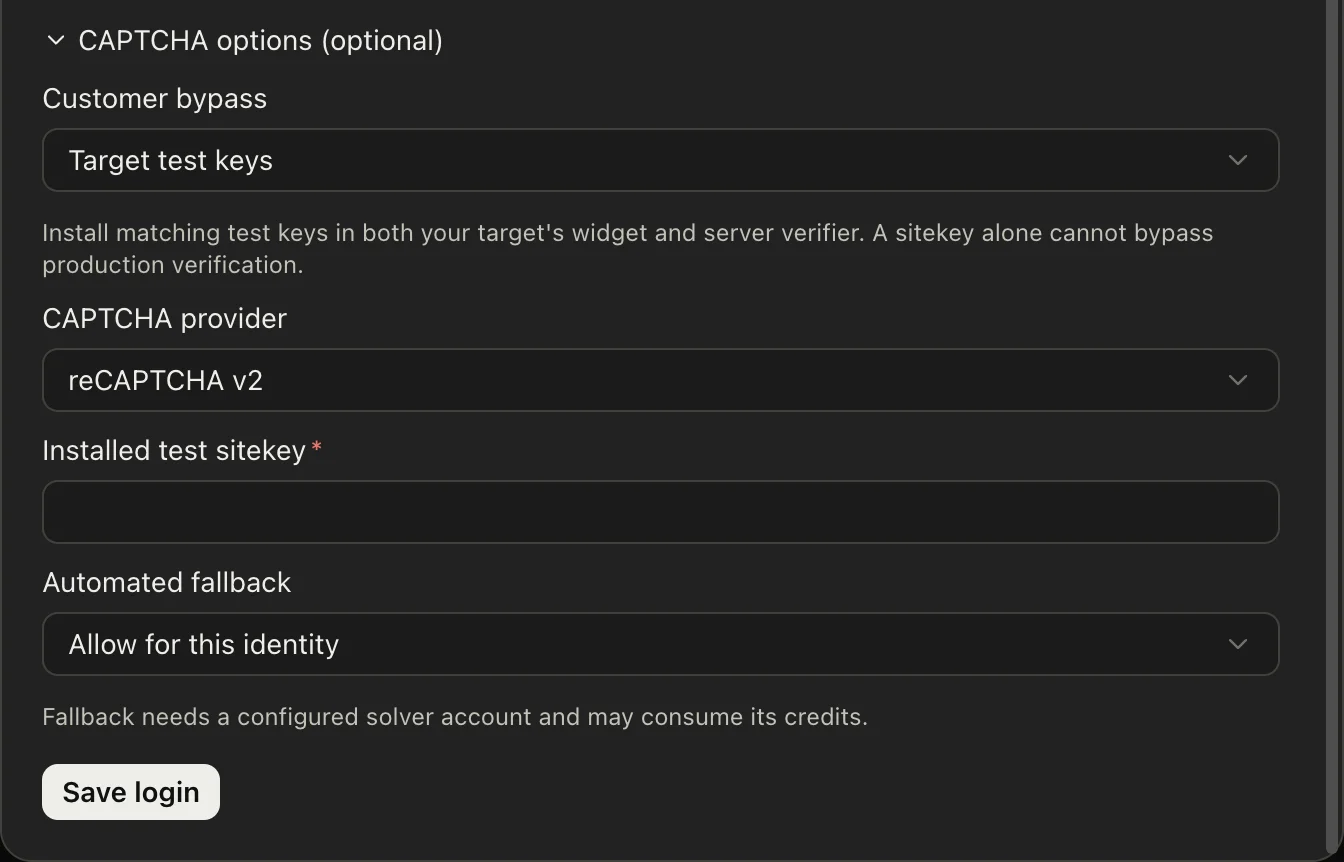 CAPTCHA options (optional)
Customer bypass
Target test keys
Install matching test keys in both your target's widget and server verifier. A sitekey alone cannot bypass
production verification.
CAPTCHA provider
reCAPTCHA v2
Installed test sitekey *
Automated fallback
Allow for this identity
Fallback needs a configured solver account and may consume its credits.
Save login